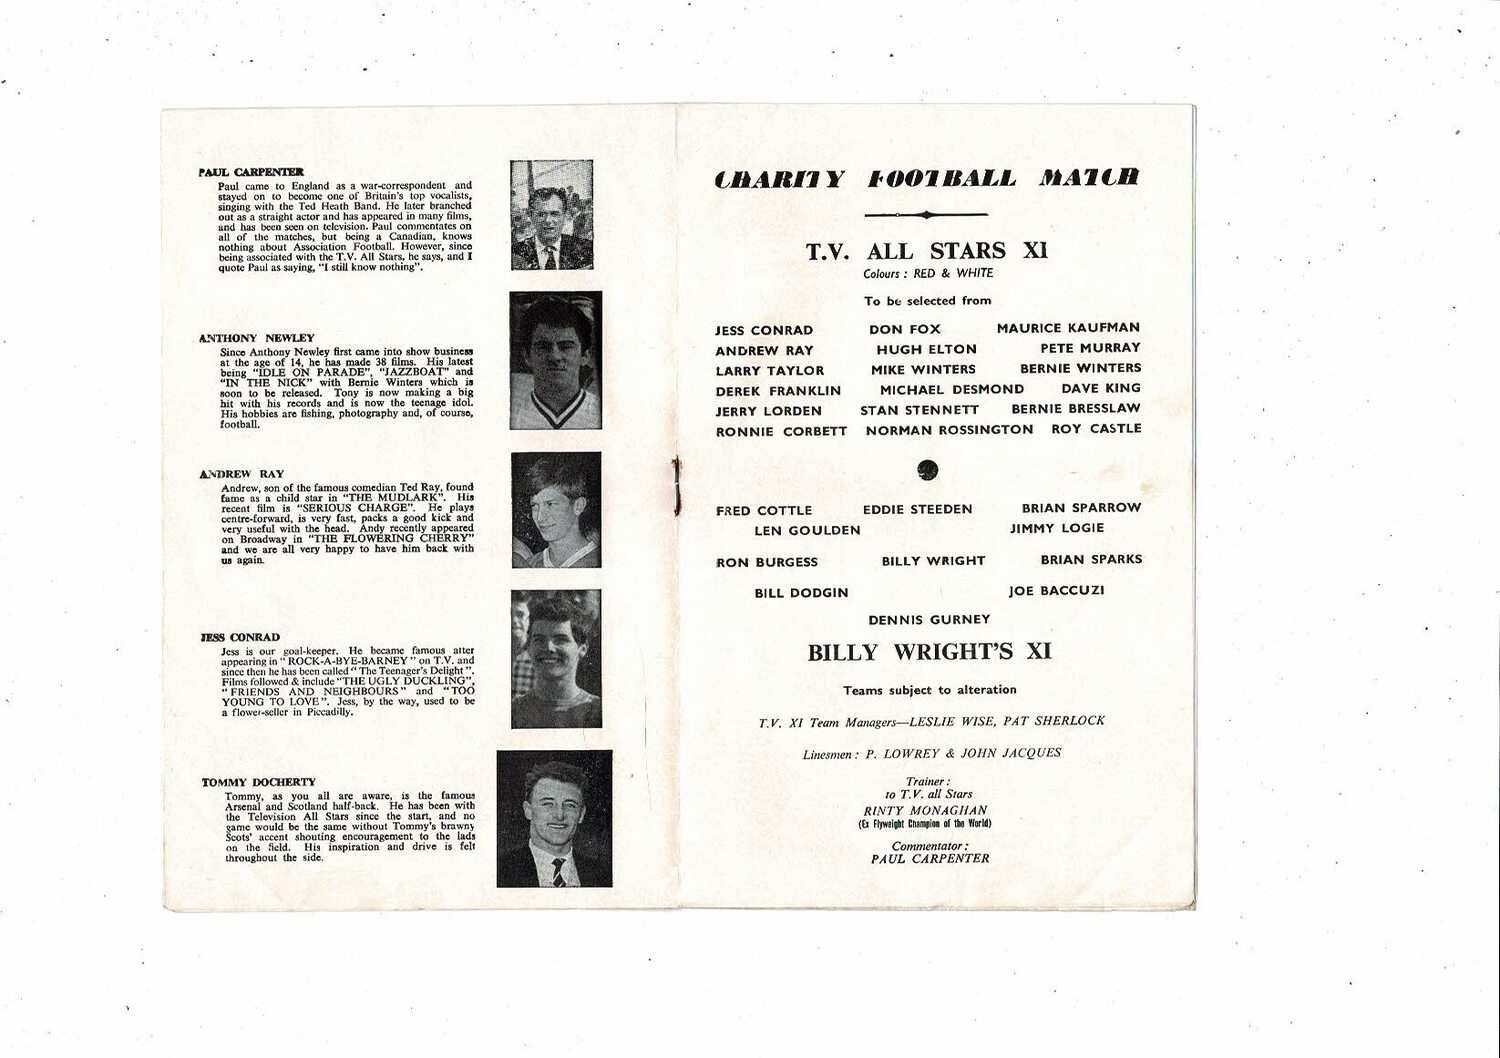 PAUL CARPENTER
Paul came to England as a war-correspondent and
stayed on to become one of Britain's top vocalists,
singing with the Ted Heath Band. He later branched
out as a straight actor and has appeared in many films,
and has been seen on television. Paul commentates on
all of the matches, but being a Canadian, knows
nothing about Association Football. However, since
being associated with the T.V. All Stars, he says, and I
quote Paul as saying, "I still know nothing".
ANTHONY NEWLEY
Since Anthony Newley first came into show business
at the age of 14, he has made 38 films. His latest
being "IDLE ON PARADE", "JAZZBOAT" and
"IN THE NICK" with Bernie Winters which is
soon to be released. Tony is now making a big
hit with his records and is now the teenage idol.
His hobbies are fishing, photography and, of course,
football.
ANDREW RAY
Andrew, son of the famous comedian Ted Ray, found
fame as a child star in "THE MUDLARK". His
recent film is "SERIOUS CHARGE". He plays
centre-forward, is very fast, packs a good kick and
very useful with the head. Andy recently appeared
on Broadway in "THE FLOWERING CHERRY"
and we are all very happy to have him back with
us again.
JESS CONRAD
Jess is our goal-keeper. He became famous after
appearing in " ROCK-A-BYE-BARNEY " on T.V. and
since then he has been called " The Teenager's Delight ".
Films followed & include "THE UGLY DUCKLING",
" FRIENDS AND NEIGHBOURS " and "TOO
YOUNG TO LOVE". Jess, by the way, used to be
a flower-seller in Piccadilly.
TOMMY DOCHERTY
Tommy, as you all are aware, is the famous
Arsenal and Scotland half-back. He has been with
the Television All Stars since the start, and no
game would be the same without Tommy's brawny
Scots' accent shouting encouragement to the lads
on the field. His inspiration and drive is felt
throughout the side.
CHARITY FOOTBALL MATCH
T.V. ALL STARS XI
Colours : RED & WHITE
To be selected from
JESS CONRAD DON FOX MAURICE KAUFMAN
ANDREW RAY HUGH ELTON PETE MURRAY
LARRY TAYLOR MIKE WINTERS BERNIE WINTERS
DEREK FRANKLIN MICHAEL DESMOND DAVE KING
JERRY LORDEN STAN STENNETT BERNIE BRESSLAW
RONNIE CORBETT NORMAN ROSSINGTON ROY CASTLE
FRED COTTLE EDDIE STEEDEN BRIAN SPARROW
LEN GOULDEN JIMMY LOGIE
RON BURGESS BILLY WRIGHT BRIAN SPARKS
BILL DODGIN JOE BACCUZI
DENNIS GURNEY
BILLY WRIGHT'S XI
Teams subject to alteration
T.V. XI Team Managers—LESLIE WISE, PAT SHERLOCK
Linesmen : P. LOWREY & JOHN JACQUES
Trainer :
to T.V. all Stars
RINTY MONAGHAN
(Ex Flyweight Champion of the World)
Commentator :
PAUL CARPENTER